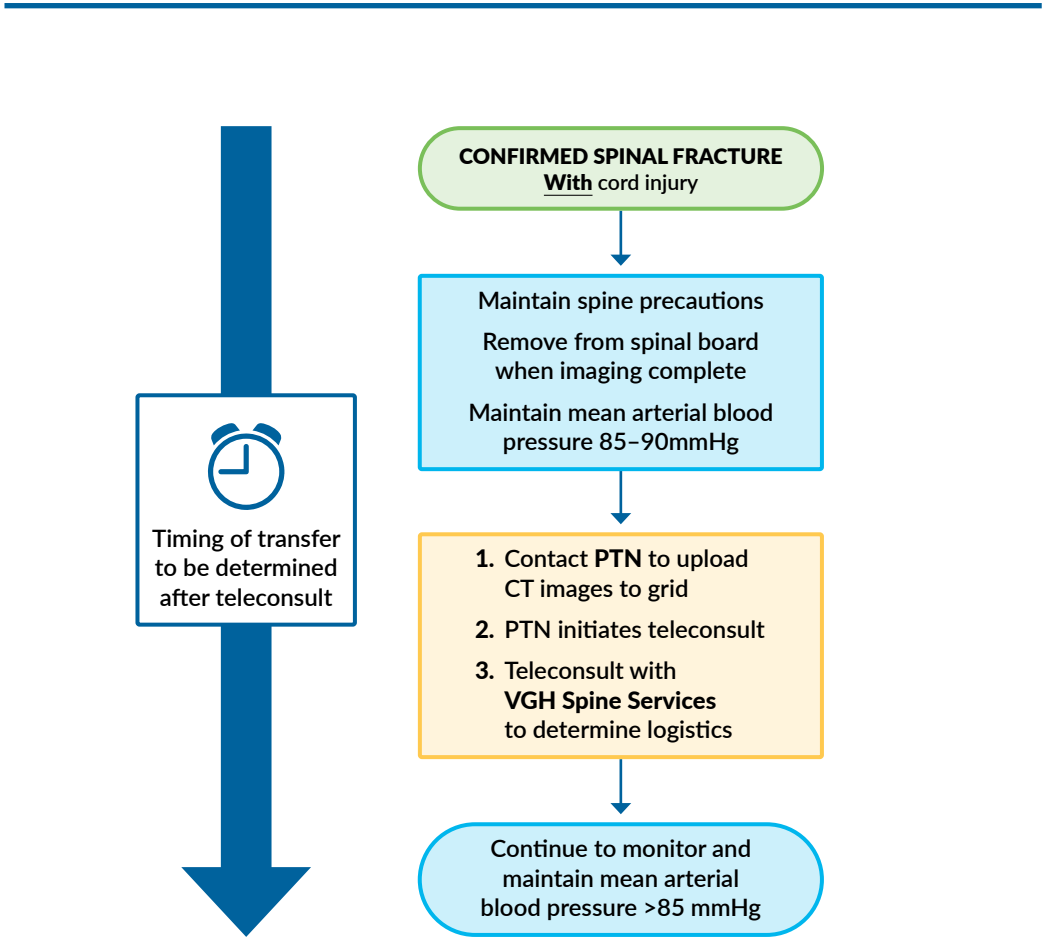 CONFIRMED SPINAL FRACTURE
With cord injury
Maintain spine precautions
Remove from spinal board
when imaging complete
Maintain mean arterial blood
pressure 85–90mmHg
Timing of transfer
to be determined
after teleconsult
1. Contact PTN to upload
CT images to grid
2. PTN initiates teleconsult
3. Teleconsult with
VGH Spine Services
to determine logistics
Continue to monitor and
maintain mean arterial
blood pressure >85 mmHg